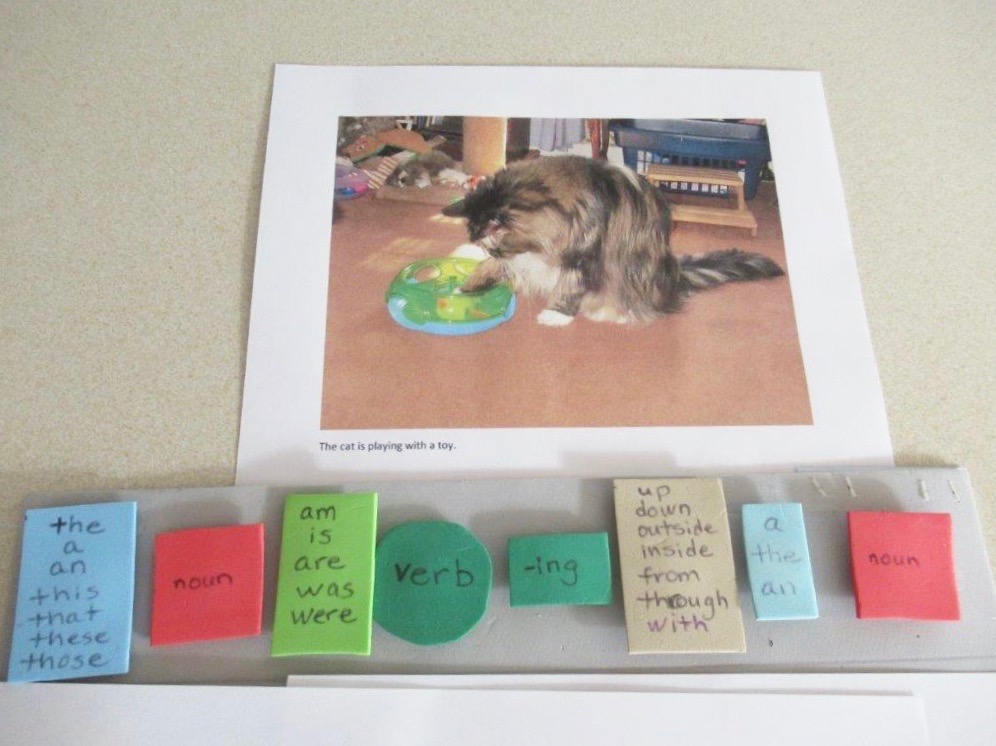 The cat is playing with a toy.
the
a
an
this
that
these
those
noun
am
is
are
was
were
verb
-ing
up
down
outside
inside
from
through
with
a
the
an
noun